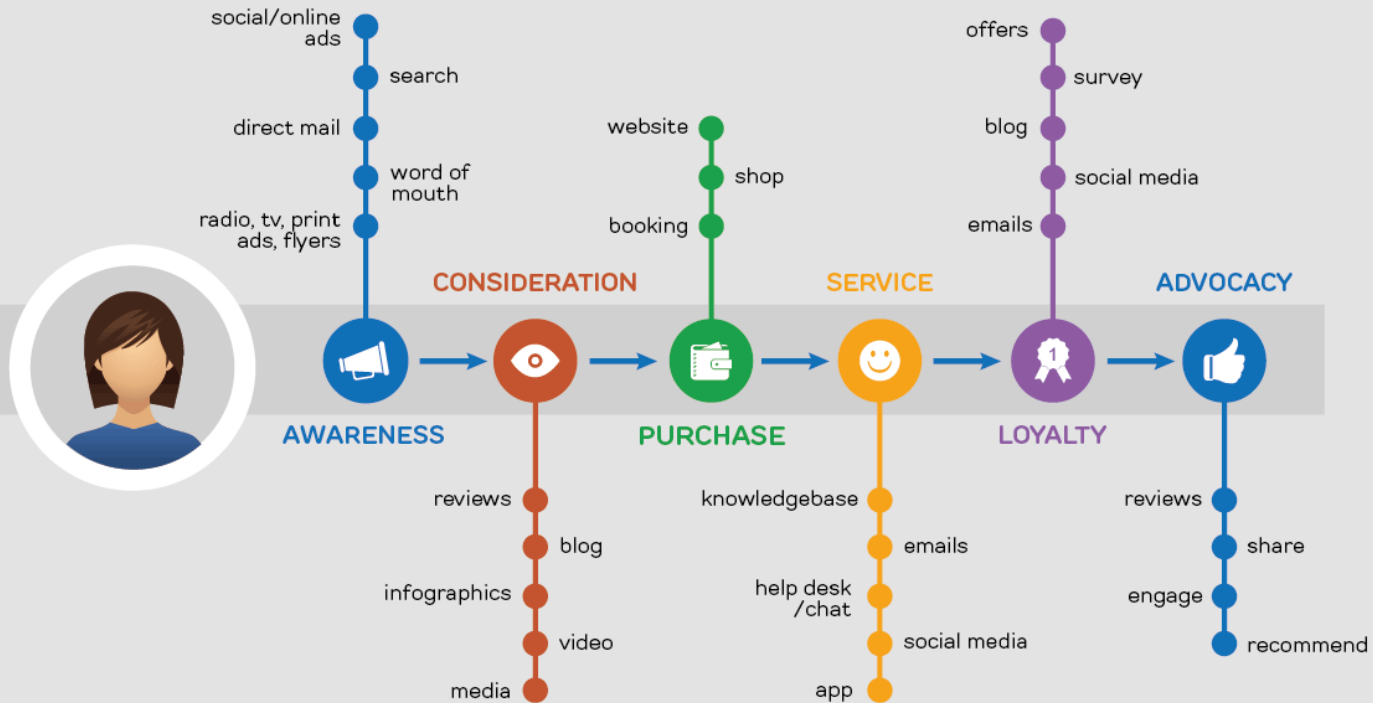 social/online
ads
search
direct mail
word of
mouth
radio, tv, print
ads, flyers
AWARENESS
CONSIDERATION
reviews
blog
infographics
video
media
website
shop
booking
PURCHASE
SERVICE
knowledgebase
emails
help desk
/chat
social media
app
offers
survey
blog
social media
emails
1
LOYALTY
ADVOCACY
reviews
share
engage
recommend